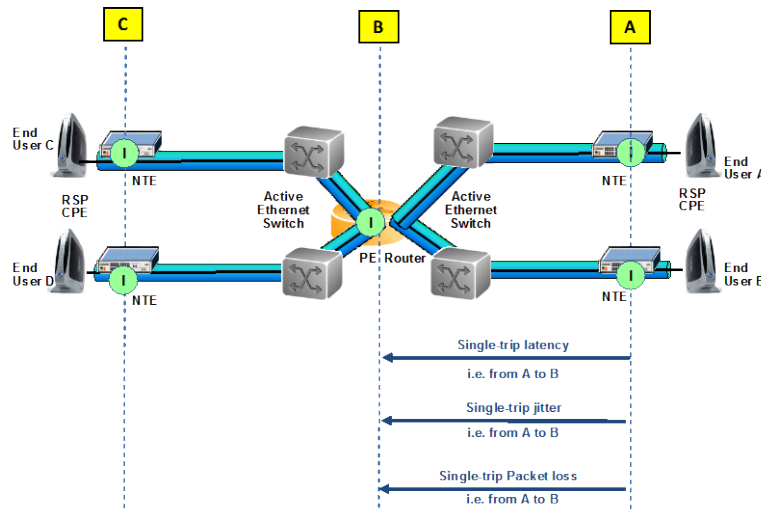 C
B
A
End
User C
I
NTE
RSP
CPE
Active
Ethernet
Switch
I
PE Router
Active
Ethernet
Switch
I
NTE
RSP
CPE
End
User A
End
User D
I
NTE
I
NTE
End
User E
Single-trip latency
i.e. from A to B
Single-trip jitter
i.e. from A to B
Single-trip Packet loss
i.e. from A to B